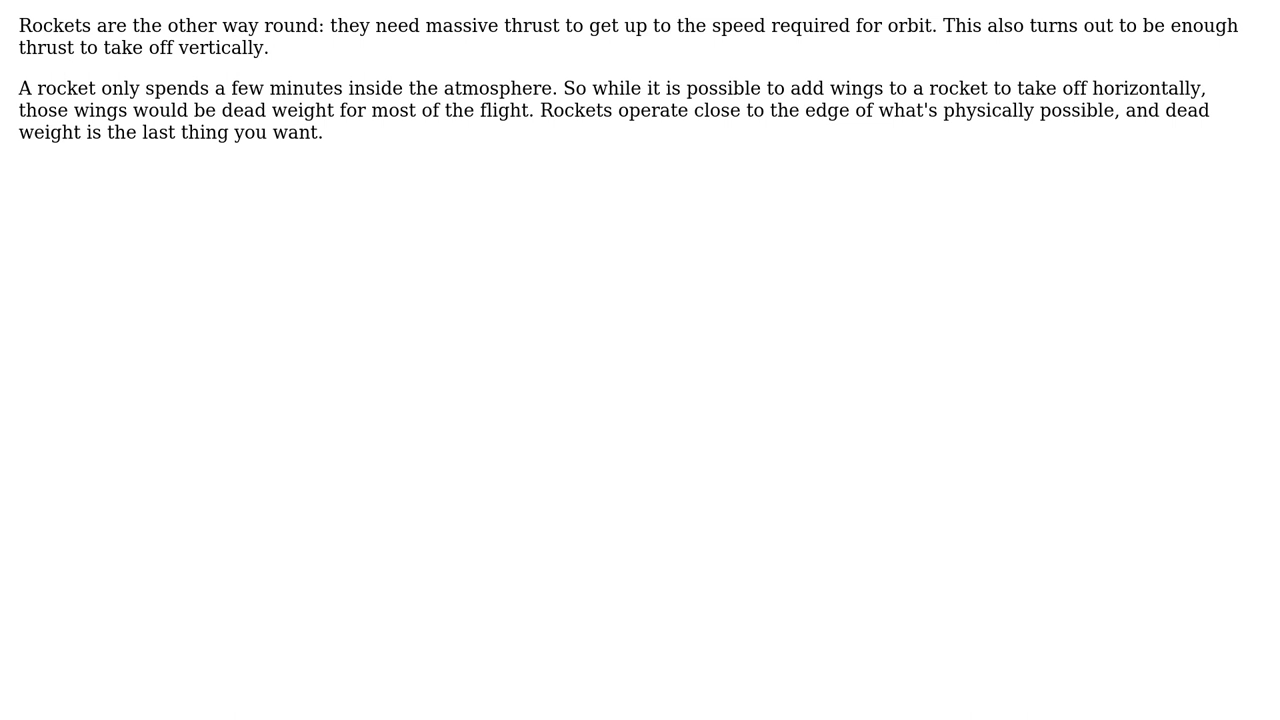 Rockets are the other way round: they need massive thrust to get up to the speed required for orbit. This also turns out to be enough
thrust to take off vertically.
A rocket only spends a few minutes inside the atmosphere. So while it is possible to add wings to a rocket to take off horizontally,
those wings would be dead weight for most of the flight. Rockets operate close to the edge of what's physically possible, and dead
weight is the last thing you want.